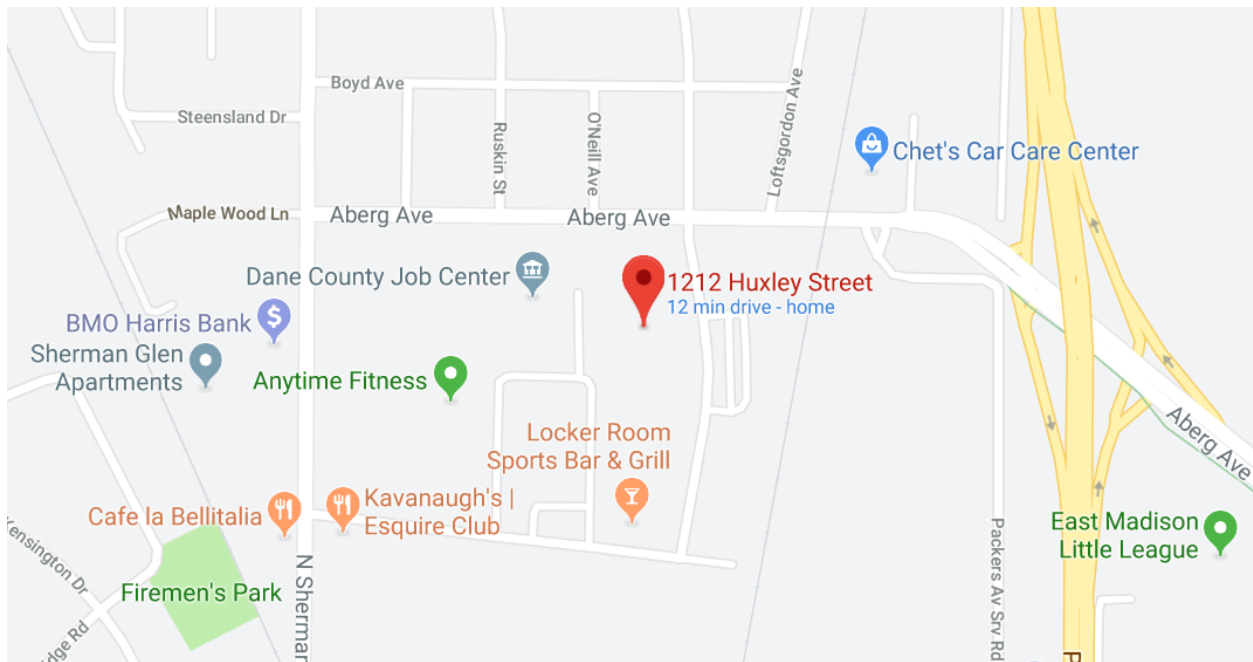 Boyd Ave
Steensland Dr
Ruskin St
O'Neill Ave
Loftsgordon Ave
Chet's Car Care Center
Maple Wood Ln
Aberg Ave
Aberg Ave
Dane County Job Center
1212 Huxley Street
12 min drive - home
BMO Harris Bank
Sherman Glen
Apartments
Anytime Fitness
Aberg Ave
Locker Room
Sports Bar & Grill
Kavanaugh's |
Esquire Club
Cafe la Bellitalia
East Madison
Little League
Packers Av Srv Rd
Kensington Dr
Firemen's Park
N Sherman
dge Rd
P